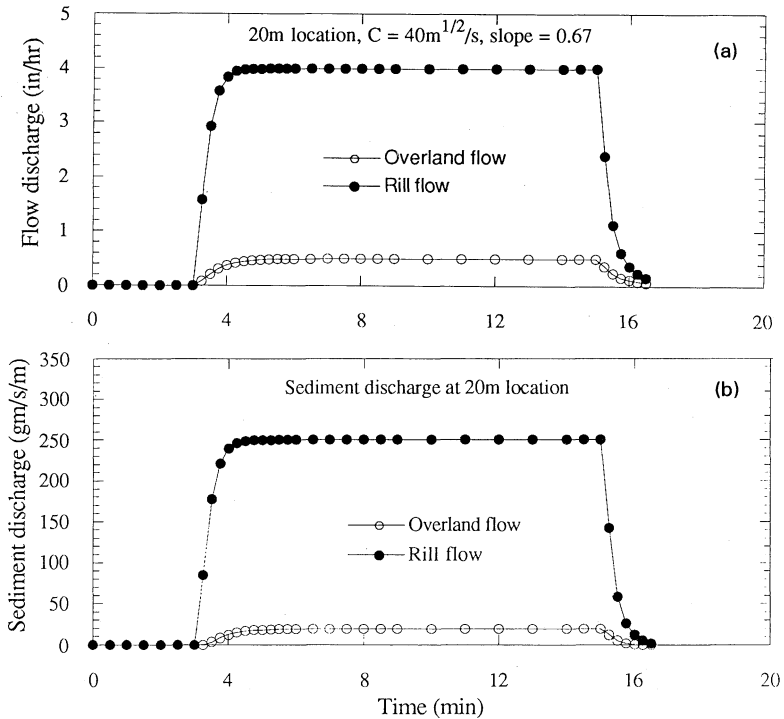 5
20m location, C = 40m^1/2/s, slope = 0.67
(a)
4
3
Flow discharge (in/hr)
Overland flow
Rill flow
2
1
0
0 4 8 12 16 20
350
Sediment discharge at 20m location
(b)
300
250
200
Sediment discharge (gm/s/m)
Overland flow
Rill flow
150
100
50
0
0 4 8 12 16 20
Time (min)